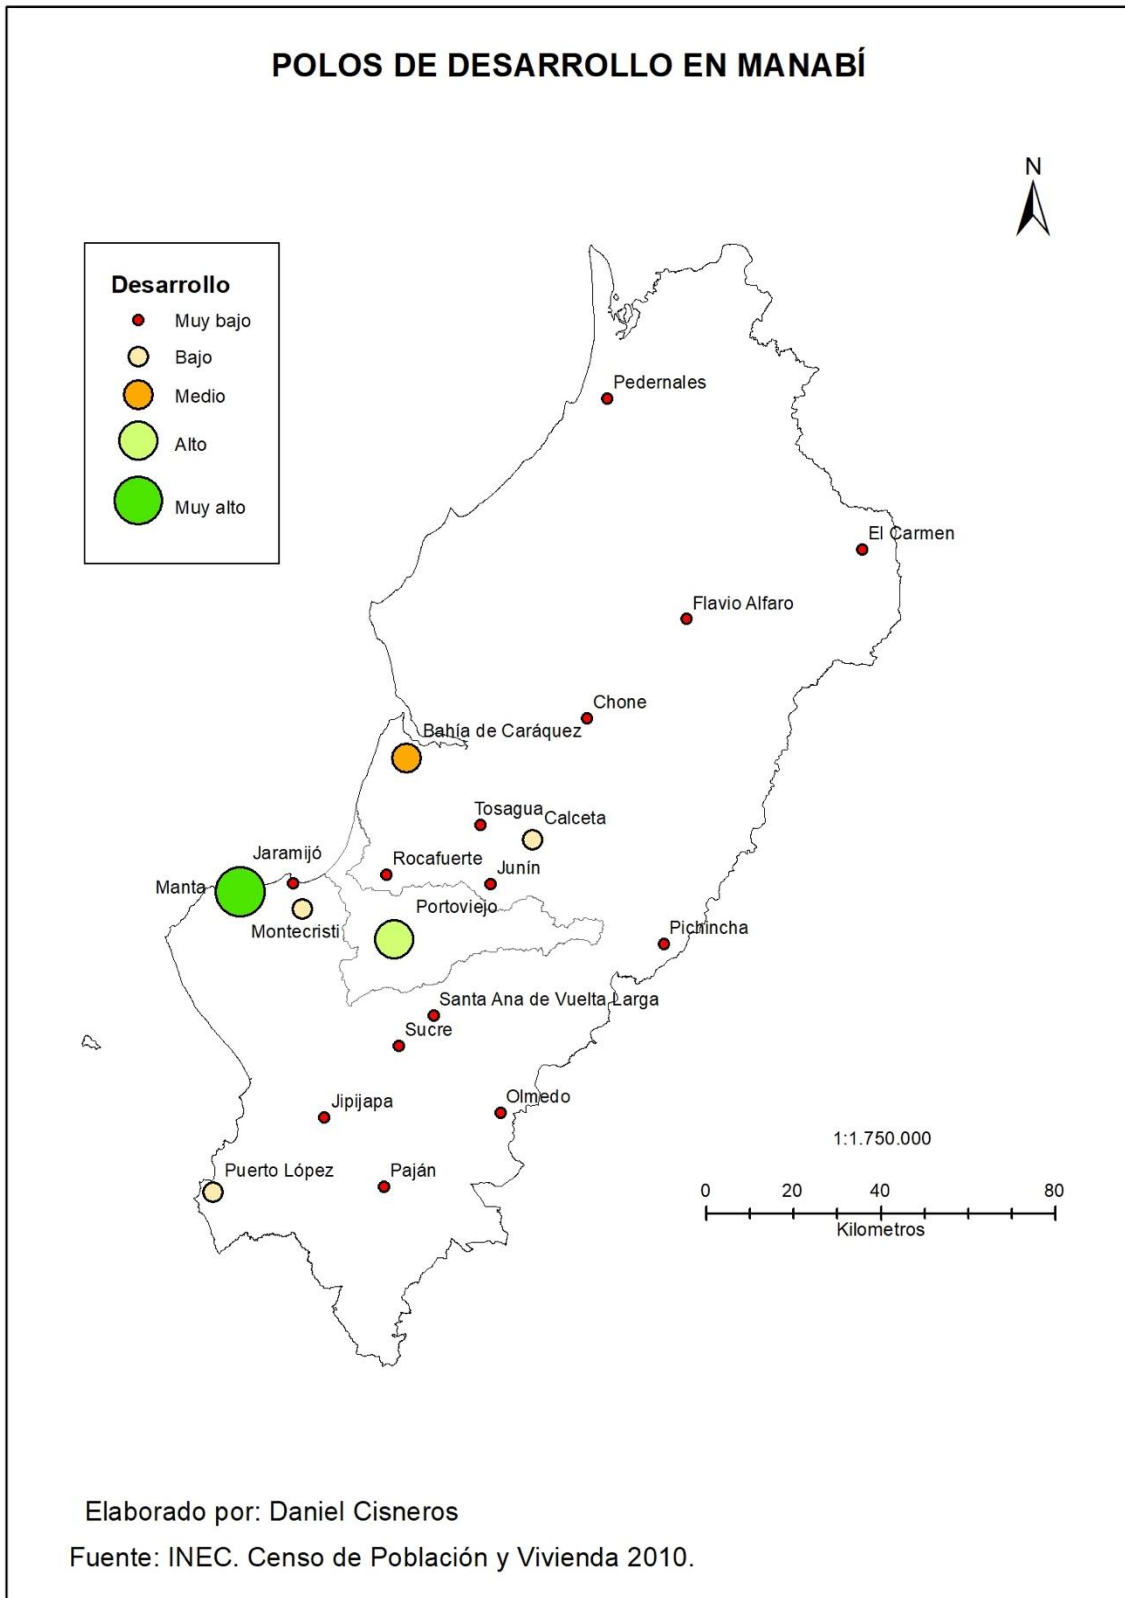 POLOS DE DESARROLLO EN MANABÍ
N
Desarrollo
Muy bajo
Bajo
Medio
Alto
Muy alto
Pedernales
El Carmen
Flavio Alfaro
Chone
Bahía de Caráquez
Tosagua
Calceta
Jaramijó
Rocafuerte
Junín
Manta
Portoviejo
Montecristi
Pichincha
Santa Ana de Vuelta Larga
Sucre
Jipijapa
Olmedo
Puerto López
Paján
1:1.750.000
0 20 40 80
Kilometros
Elaborado por: Daniel Cisneros
Fuente: INEC. Censo de Población y Vivienda 2010.